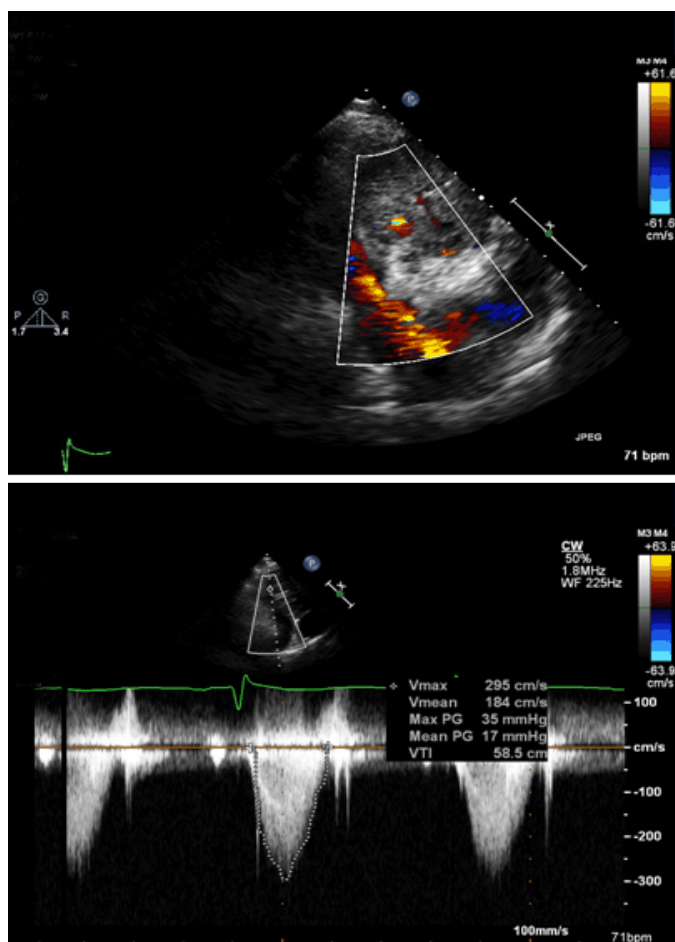 M3 M4
+61.6
-61.6
cm/s
P
G
P R
1.7 3.4
JPEG
71 bpm
P
CW
50%
1.8MHz
WF 225Hz
M3 M4
+63.9
-63.9
cm/s
Vmax 295 cm/s
Vmean 184 cm/s
Max PG 35 mmHg
Mean PG 17 mmHg
VTI 58.5 cm
100
cm/s
-100
-200
-300
100mm/s
71bpm